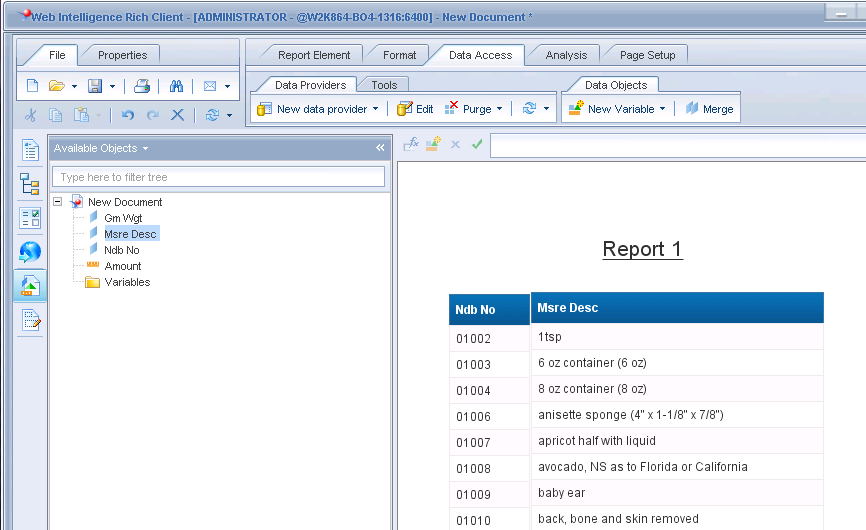 Web Intelligence Rich Client - [ADMINISTRATOR - @W2K864-BO4-1316:6400] - New Document *
File Properties Report Element Format Data Access Analysis Page Setup
Data Providers Tools Data Objects
New data provider Edit Purge New Variable Merge
Available Objects
Type here to filter tree
New Document
Gm Wgt
Msre Desc
Ndb No
Amount
Variables
Report 1
Ndb No Msre Desc
01002 1tsp
01003 6 oz container (6 oz)
01004 8 oz container (8 oz)
01006 anisette sponge (4" x 1-1/8" x 7/8")
01007 apricot half with liquid
01008 avocado, NS as to Florida or California
01009 baby ear
01010 back, bone and skin removed